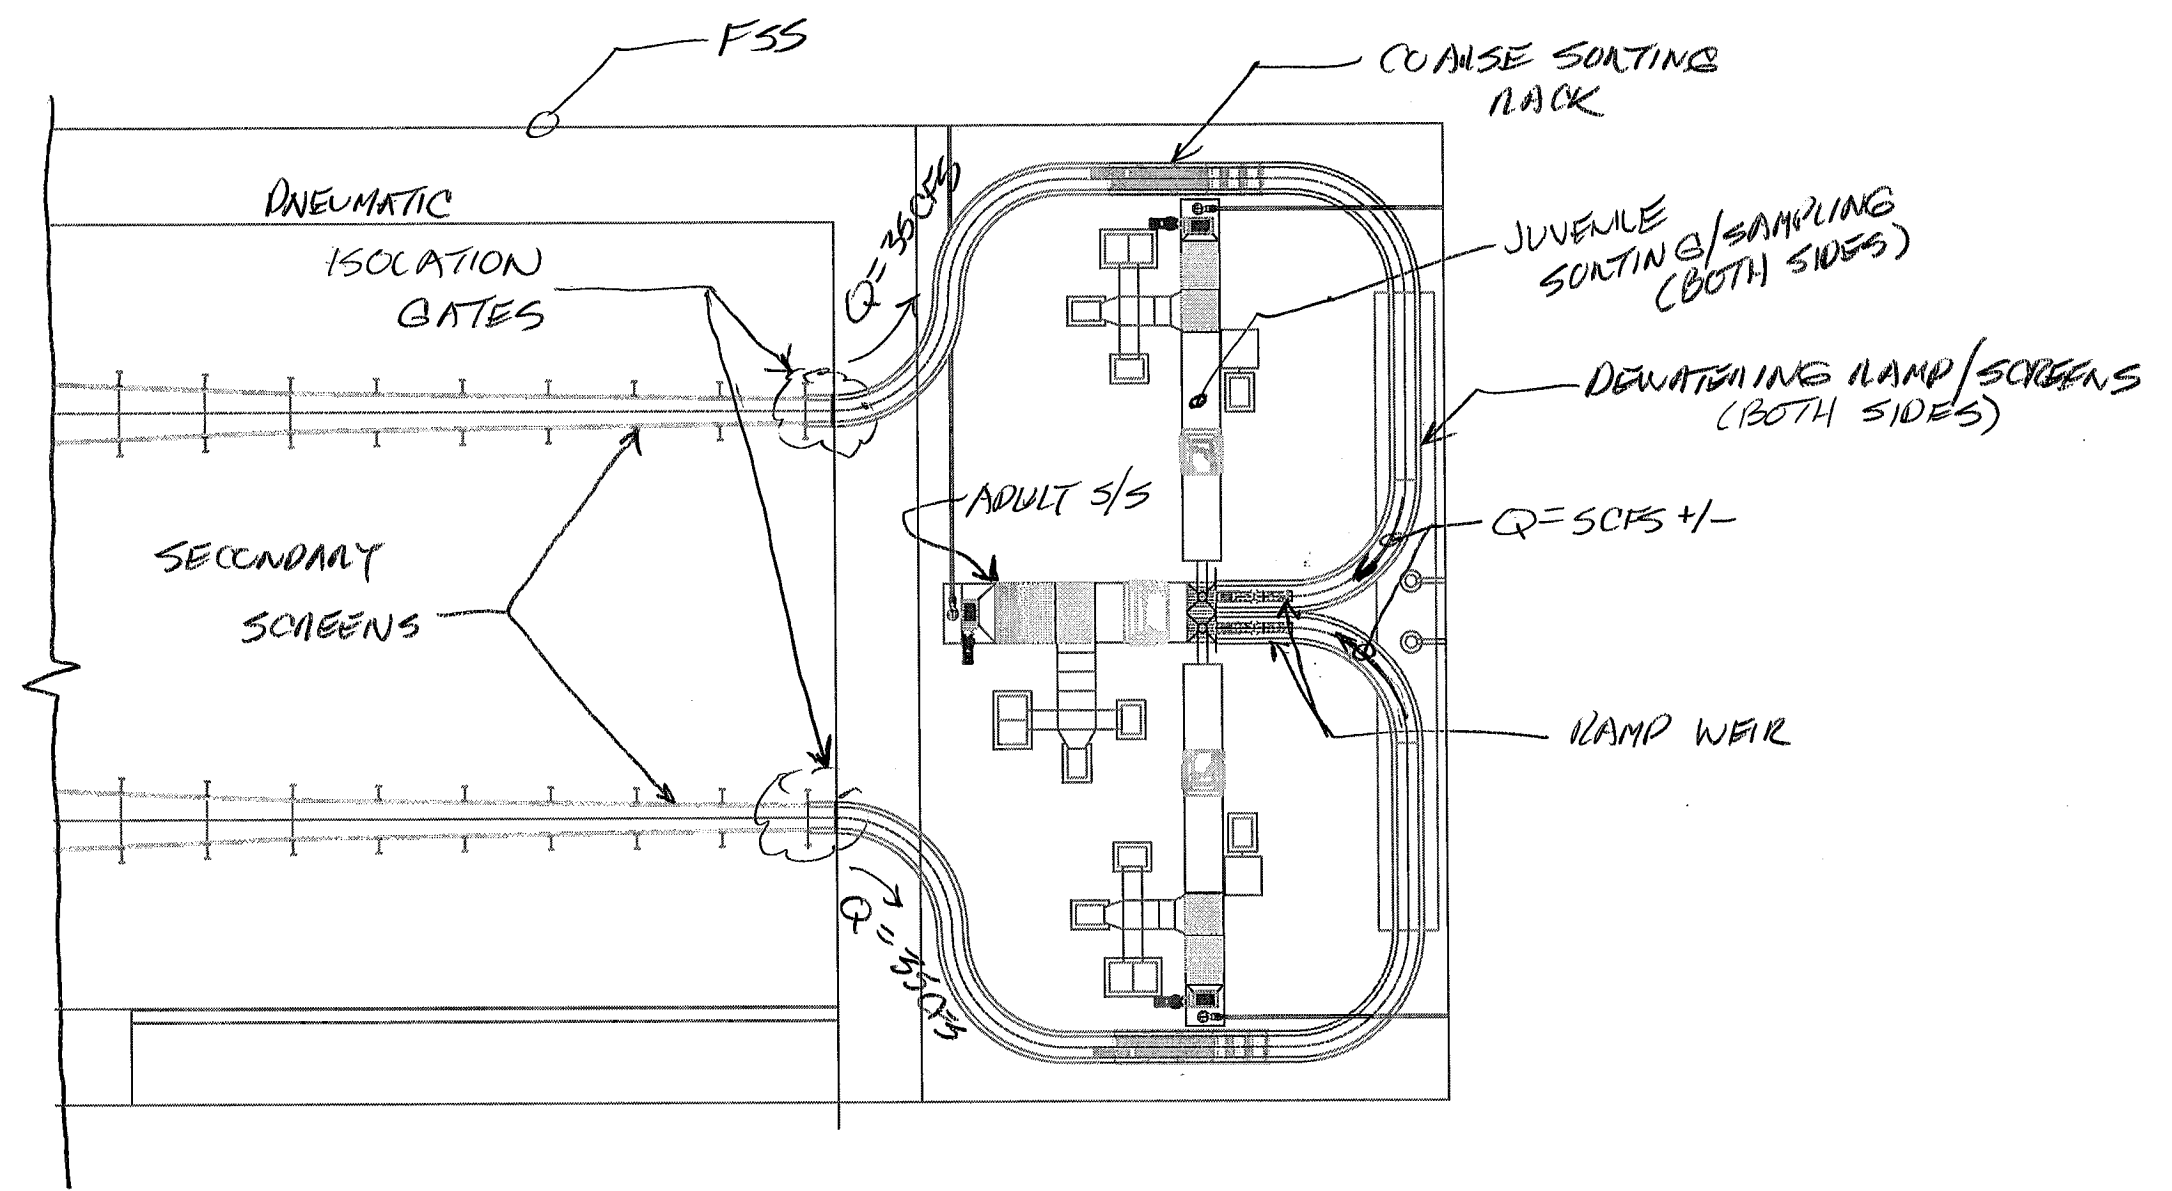 FSS
COARSE SORTING
RACK
PNEUMATIC
ISOLATION
GATES
Q=35CFS
JUVENILE
SORTING/SAMPLING
(BOTH SIDES)
DEWATERING RAMP/SCREENS
(BOTH SIDES)
ADULT S/S
Q=5CFS +/-
SECONDARY
SCREENS
RAMP WEIR
Q=35CFS